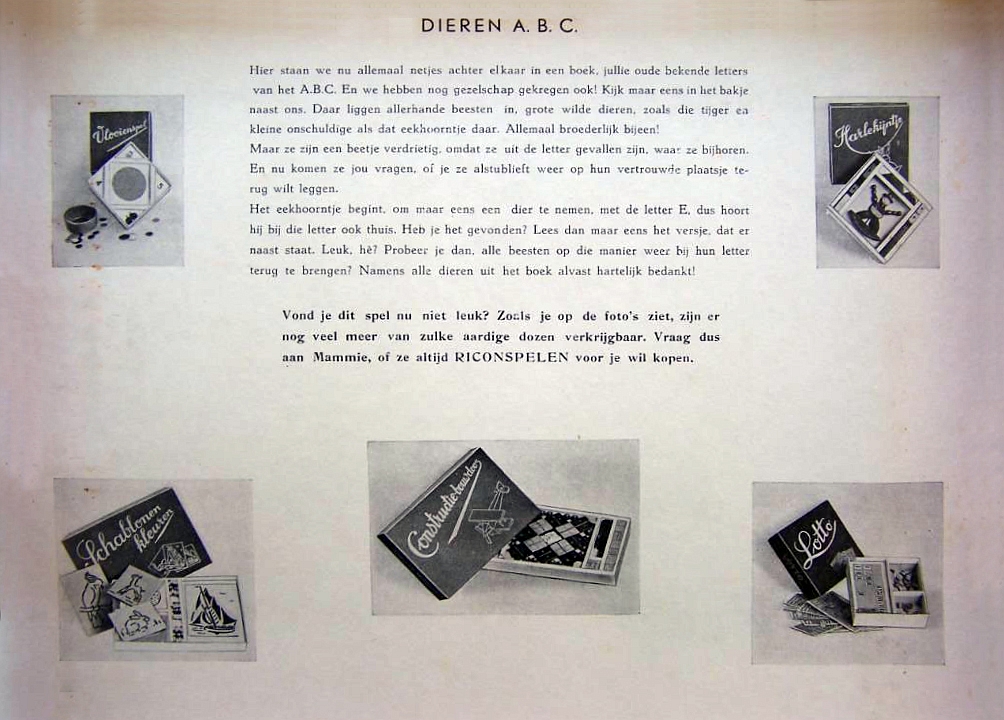 DIEREN A. B. C.
Hier staan we nu allemaal netjes achter elkaar in een boek, jullie oude bekende letters
van het A.B.C. En we hebben nog gezelschap gekregen ook! Kijk maar eens in het bakje
naast ons. Daar liggen allerhande beesten in, grote wilde dieren, zoals die tijger en
kleine onschuldige als dat eekhoorntje daar. Allemaal broederlijk bijeen!
Maar ze zijn een beetje verdrietig, omdat ze uit de letter gevallen zijn, waar ze bijhoren.
En nu komen ze jou vragen, of je ze alstublieft weer op hun vertrouwde plaatsje te-
rug wilt leggen.
Het eekhoorntje begint, om maar eens een dier te nemen, met de letter E, dus hoort
hij bij die letter ook thuis. Heb je het gevonden? Lees dan maar eens het versje, dat er
naast staat. Leuk, hè? Probeer je dan, alle beesten op die manier weer bij hun letter
terug te brengen? Namens alle dieren uit het boek alvast hartelijk bedankt!
Vond je dit spel nu niet leuk? Zoals je op de foto's ziet, zijn er
nog veel meer van zulke aardige dozen verkrijgbaar. Vraag dus
aan Mammie, of ze altijd RICONSPELEN voor je wil kopen.
Vlooienspel
Harlekijntje
Schablonen
kleuren
Constructie-bouwdoos
Lotto